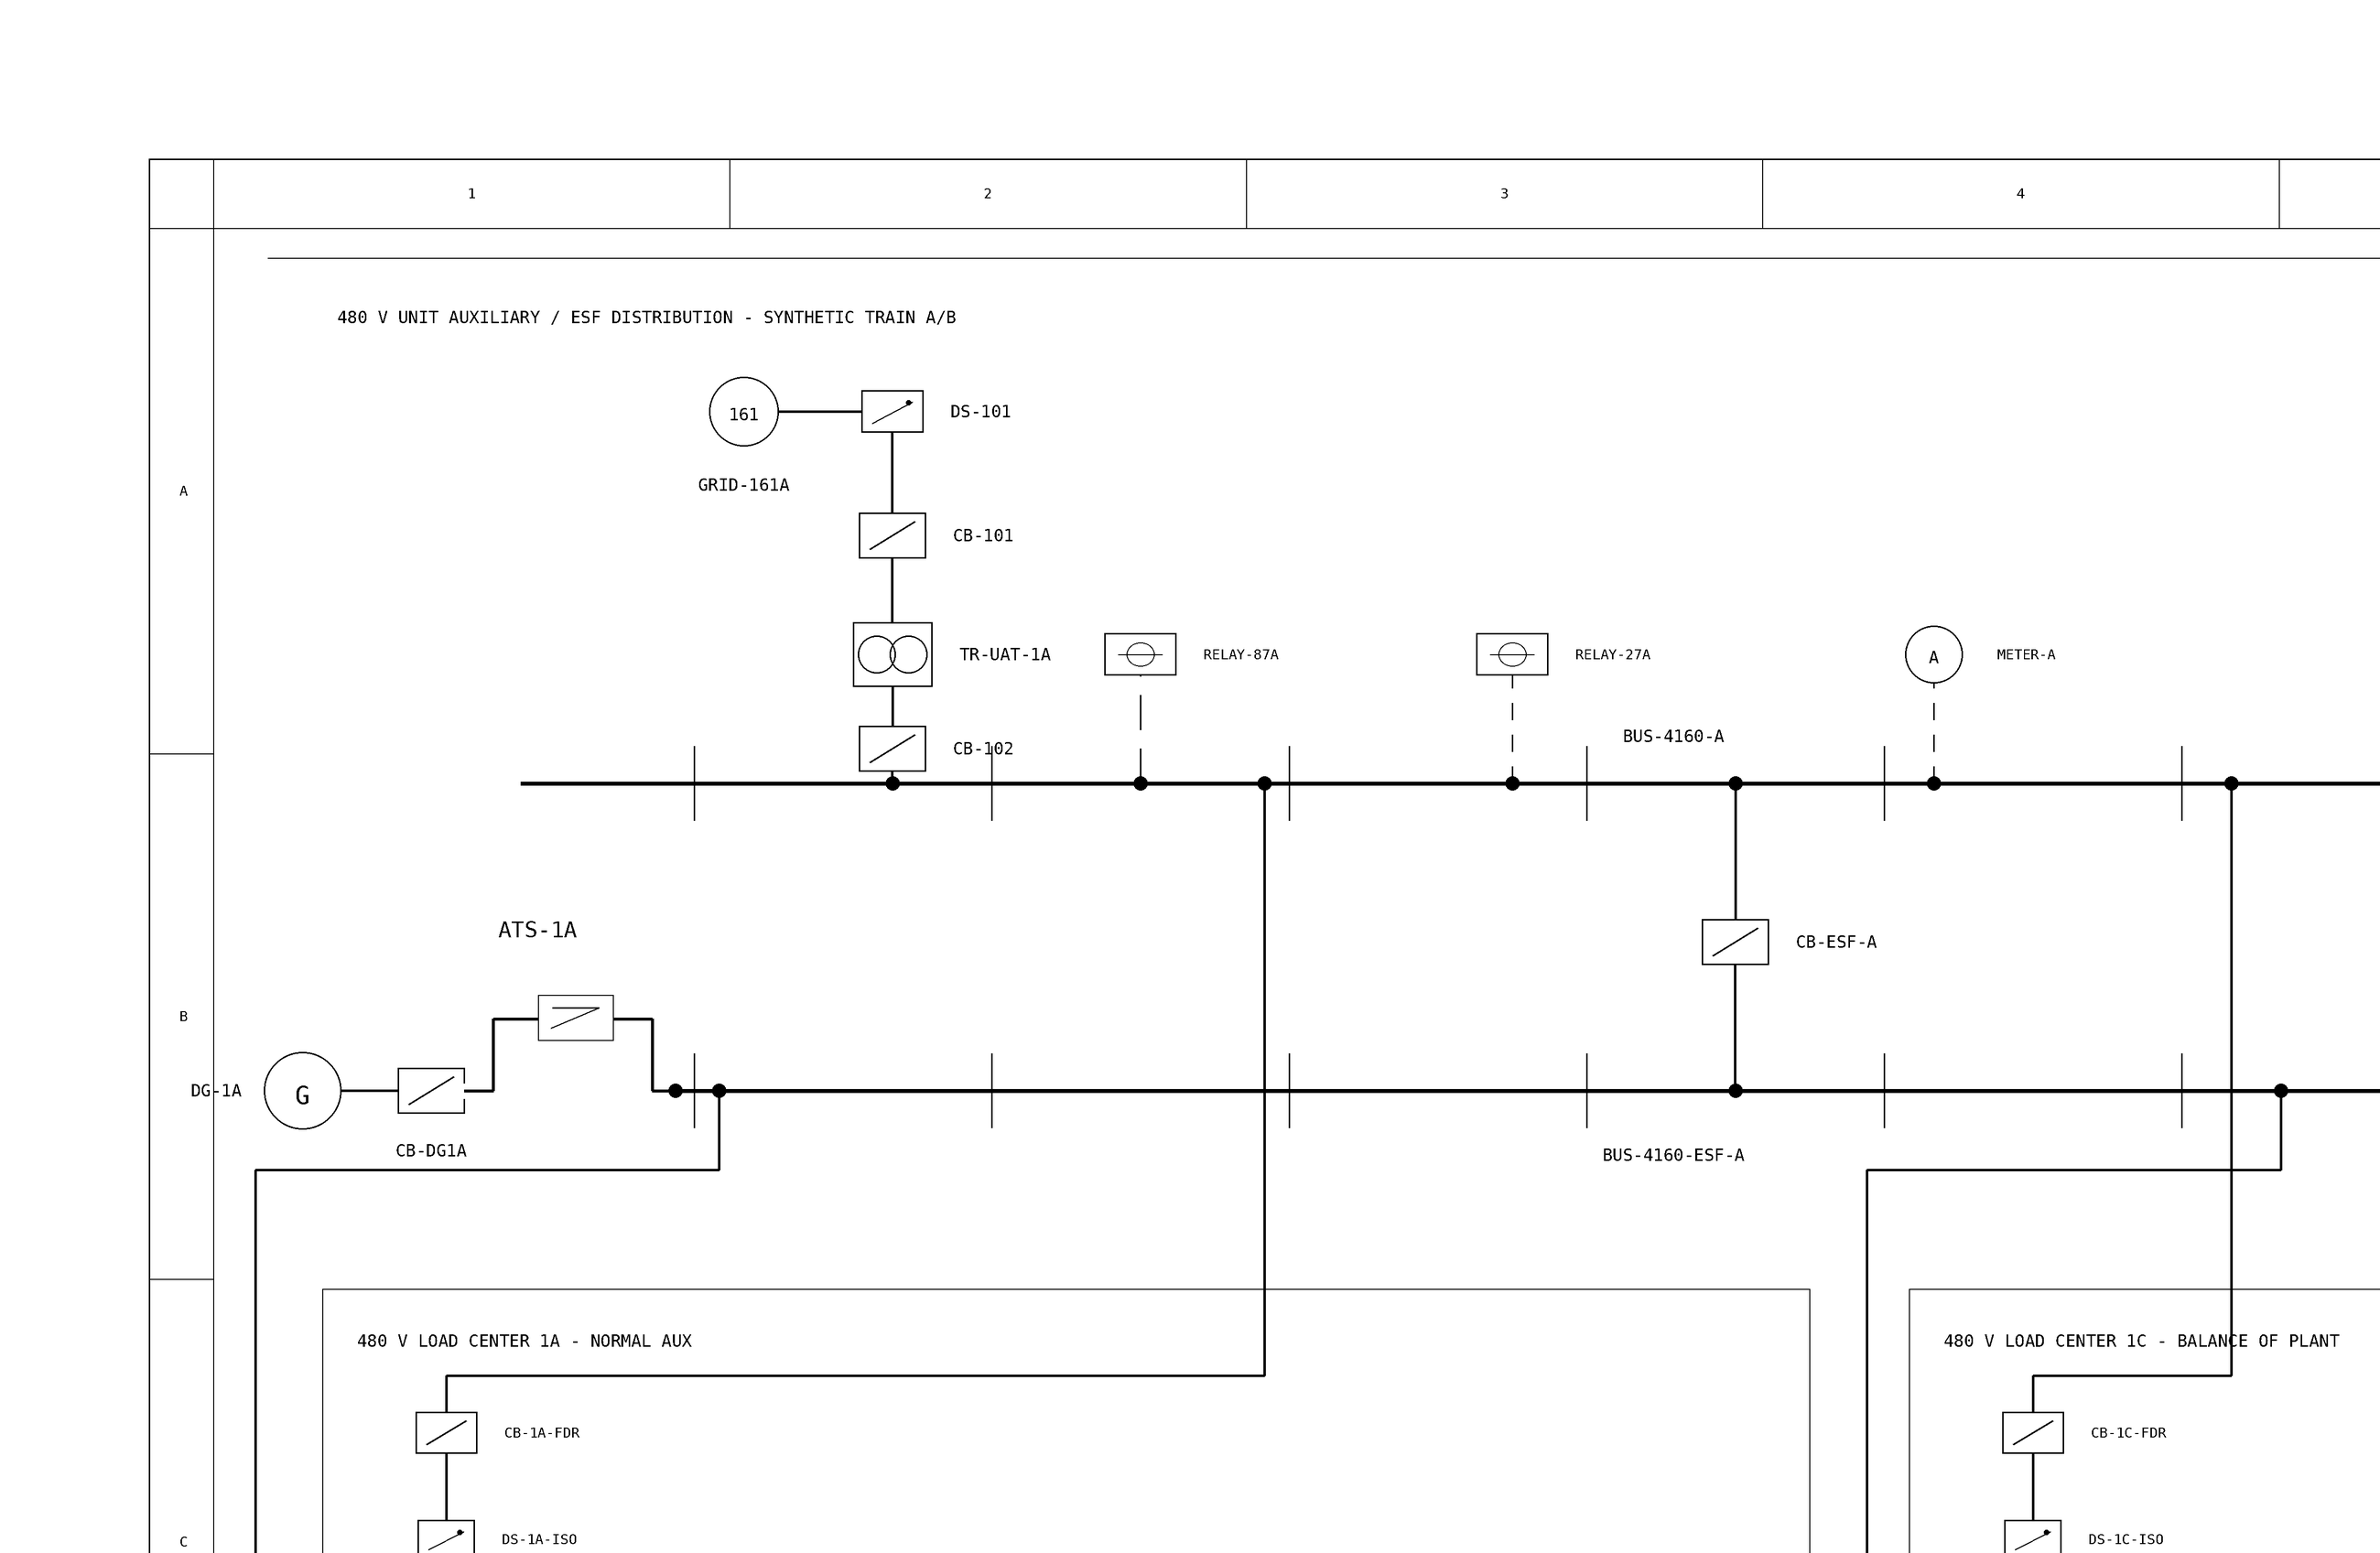 1 2 3 4
480 V UNIT AUXILIARY / ESF DISTRIBUTION - SYNTHETIC TRAIN A/B
161
DS-101
GRID-161A
A
CB-101
TR-UAT-1A
RELAY-87A
RELAY-27A
A
METER-A
BUS-4160-A
CB-102
ATS-1A
CB-ESF-A
B
DG-1A
G
CB-DG1A
BUS-4160-ESF-A
480 V LOAD CENTER 1A - NORMAL AUX
480 V LOAD CENTER 1C - BALANCE OF PLANT
CB-1A-FDR
CB-1C-FDR
C
DS-1A-ISO
DS-1C-ISO